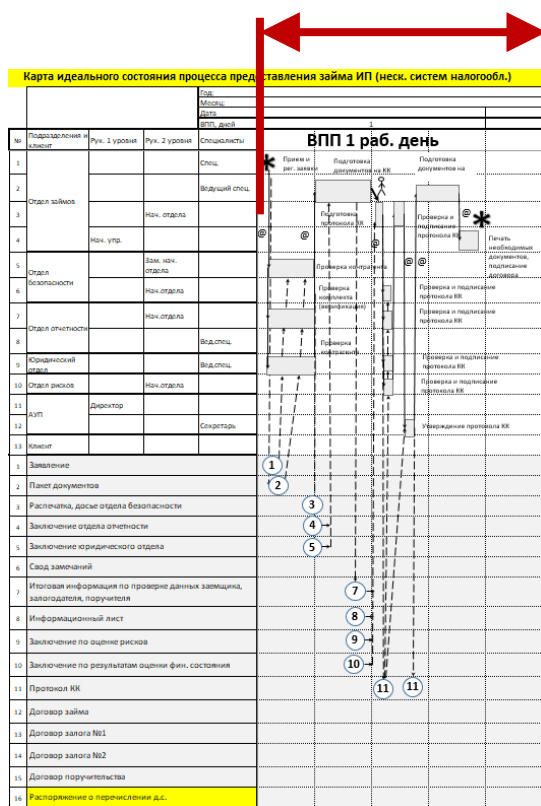 Карта идеального состояния процесса предоставления займа ИП (неск. систем налогообл.)
Год:
Месяц:
Дата
ВПП, дней 1
№ Подразделения и клиент Рук. 1 уровня Рук. 2 уровня Специалисты ВПП 1 раб. день
1 Спец.
2 Ведущий спец.
Отдел займов
3 Нач. отдела
4 Нач. упр.
5 Зам. нач. отдела
Отдел безопасности
6 Нач.отдела
7 Нач.отдела
Отдел отчетности
8 Вед.спец.
9 Юридический отдел Вед.спец.
10 Отдел рисков Нач.отдела
11 Директор
АУП
12 Секретарь
13 Клиент
Прием и рег. заявки
Подготовка документов на КК
Подготовка документов на
Подготовка протокола КК
Проверка и подписание протокола КК
@
@
@
@
@ @
Печать необходимых документов, подписание договора
Проверка контрагента
Проверка комплекта (верификация)
Проверка и подписание протокола КК
Проверка и подписание протокола КК
Проверка контрагента
Проверка и подписание протокола КК
Проверка и подписание протокола КК
Утверждение протокола КК
1 Заявление 1
2 Пакет документов 2
3 Распечатка, досье отдела безопасности 3
4 Заключение отдела отчетности 4
5 Заключение юридического отдела 5
6 Свод замечаний
7 Итоговая информация по проверке данных заемщика, залогодателя, поручителя 7
8 Информационный лист 8
9 Заключение по оценке рисков 9
10 Заключение по результатам оценки фин. состояния 10
11 Протокол КК 11 11
12 Договор займа
13 Договор залога №1
14 Договор залога №2
15 Договор поручительства
16 Распоряжение о перечислении д.с.